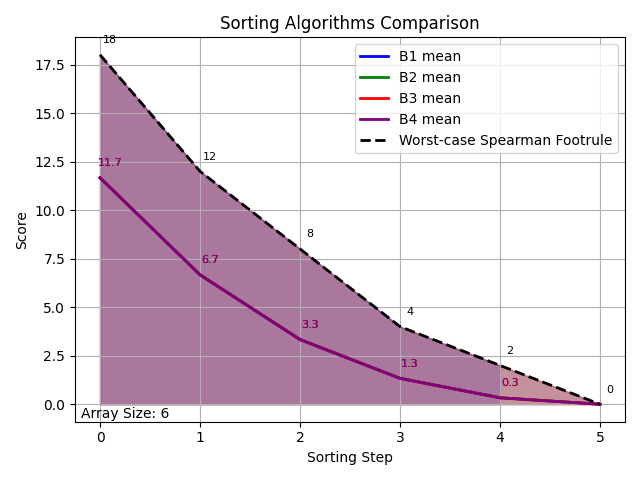 Sorting Algorithms Comparison
B1 mean
B2 mean
B3 mean
B4 mean
Worst-case Spearman Footrule
Score
17.5
15.0
12.5
10.0
7.5
5.0
2.5
0.0
18
12
8
4
2
0
11.7
6.7
3.3
1.3
0.3
Array Size: 6
0 1 2 3 4 5
Sorting Step